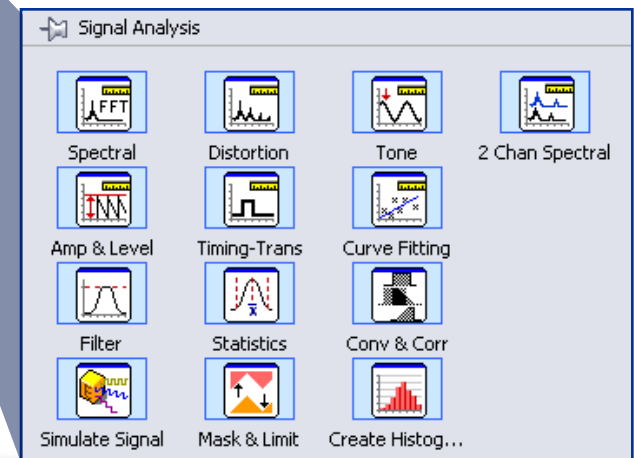 Signal Analysis
FFT
Spectral Distortion Tone 2 Chan Spectral
Amp & Level Timing-Trans Curve Fitting
x
Filter Statistics Conv & Corr
Simulate Signal Mask & Limit Create Histog...